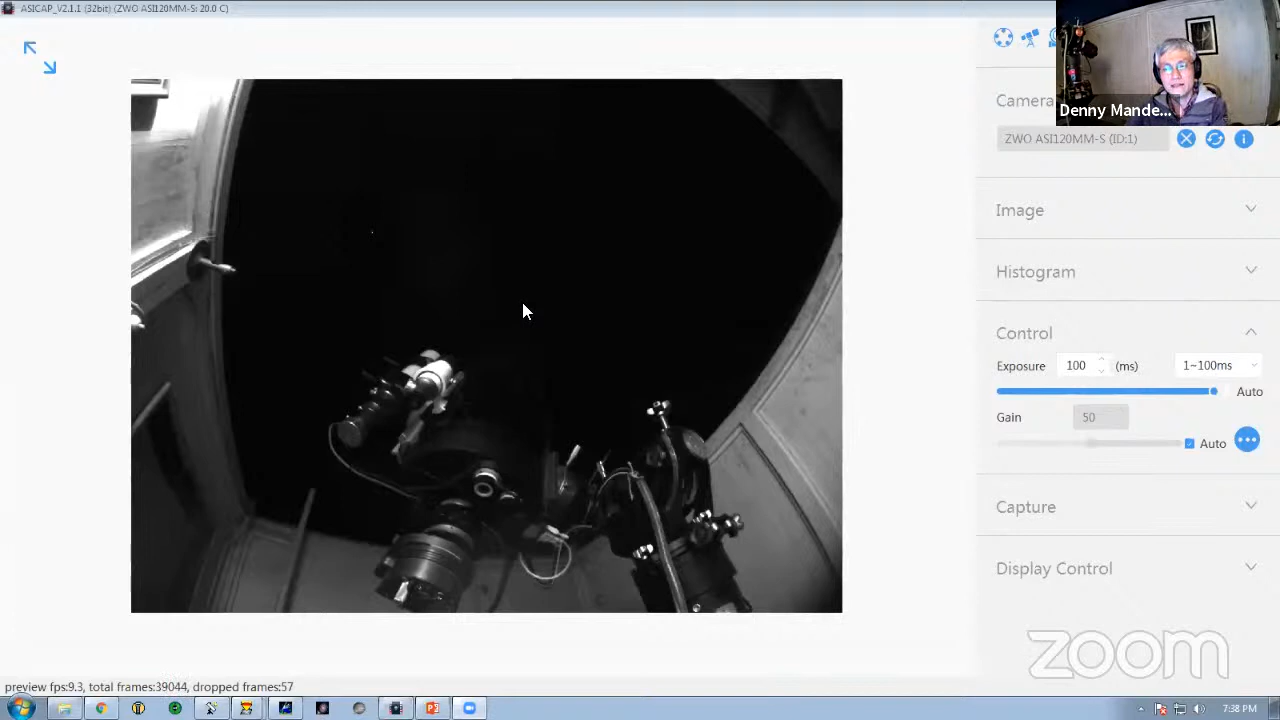 ASICAP_V2.1.1 (32bit) (ZWO ASI120MM-S: 20.0 C)
Denny Mande...
Camera
ZWO ASI120MM-S (ID:1)
Image
Histogram
Control
Exposure 100 (ms) 1~100ms
Auto
Gain 50
Auto
Capture
Display Control
zoom
preview fps:9.3, total frames:39044, dropped frames:57
7:38 PM